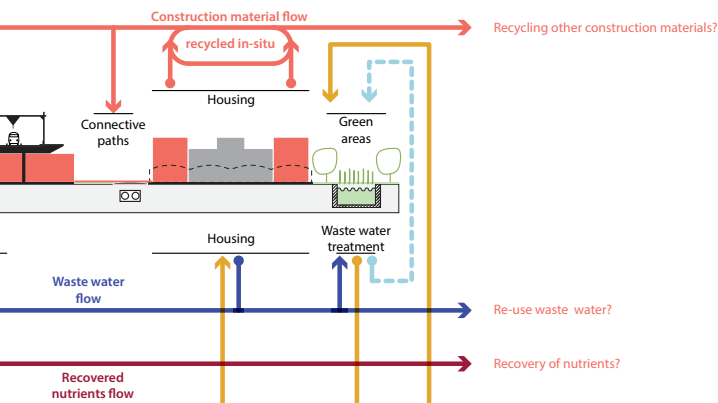 Construction material flow
Recycling other construction materials?
recycled in-situ
Housing
Connective
paths
Green
areas
Housing
Waste water
treatment
Waste water
flow
Re-use waste water?
Recovery of nutrients?
Recovered
nutrients flow